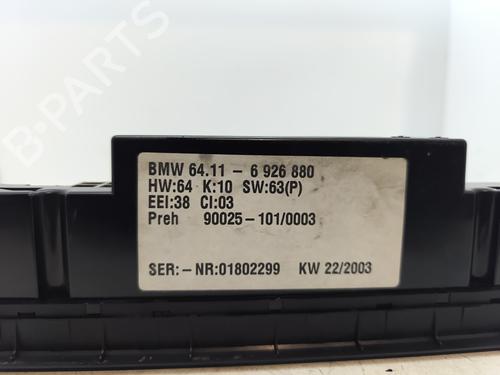 B-PARTS
BMW 64.11 - 6 926 880
HW:64 K:10 SW:63(P)
EEI:38 CI:03
Preh 90025-101/0003
SER:-NR:01802299 KW 22/2003